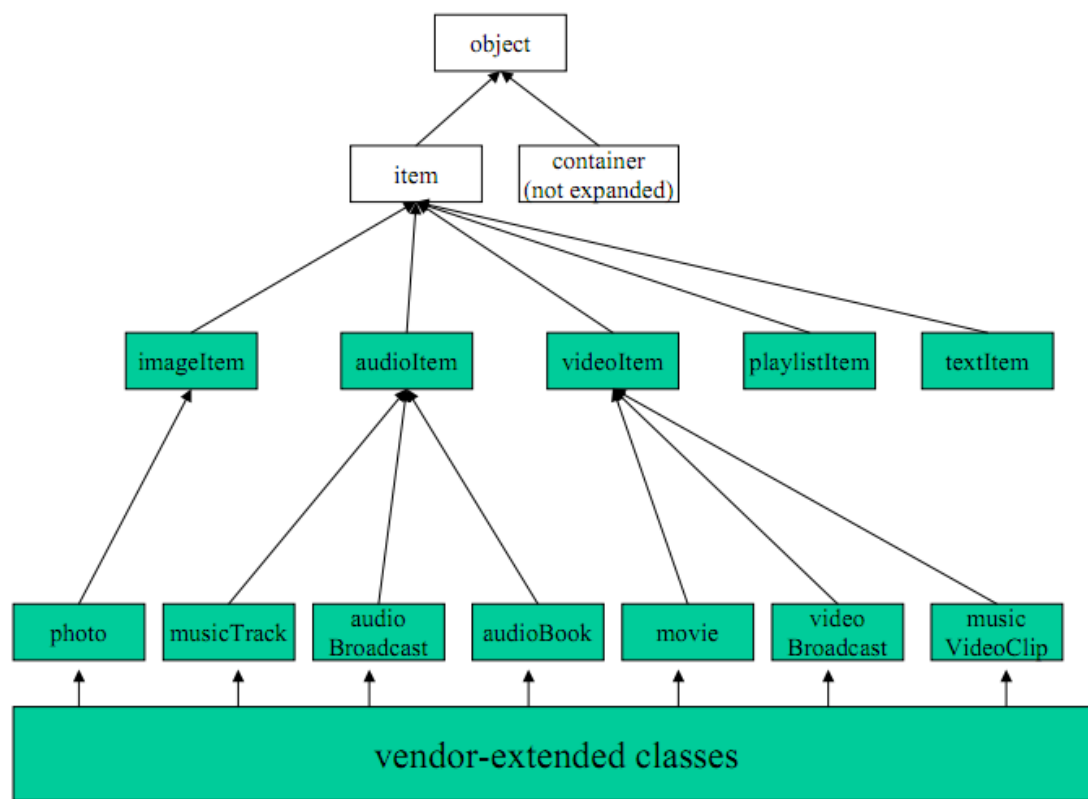 object
item
container
(not expanded)
imageItem
audioItem
videoItem
playlistItem
textItem
photo
musicTrack
audio
Broadcast
audioBook
movie
video
Broadcast
music
VideoClip
vendor-extended classes